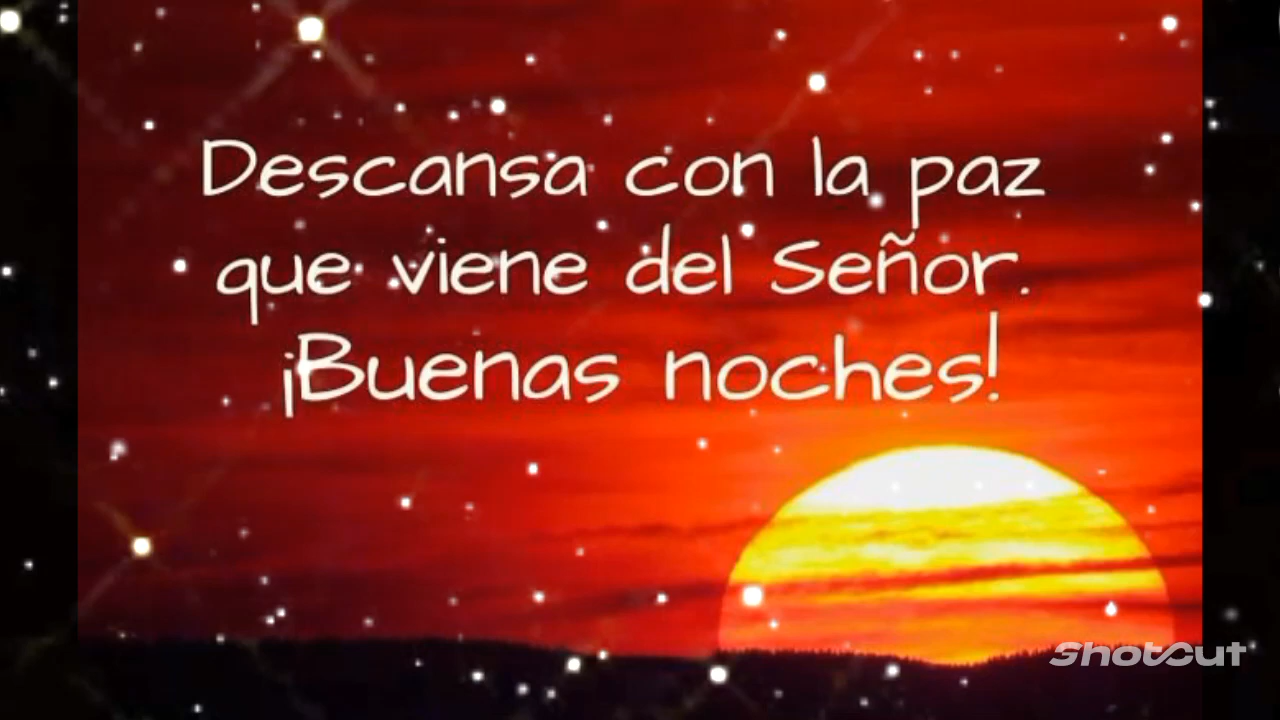 Descansa con la paz
que viene del Señor.
¡Buenas noches!
ShotCut